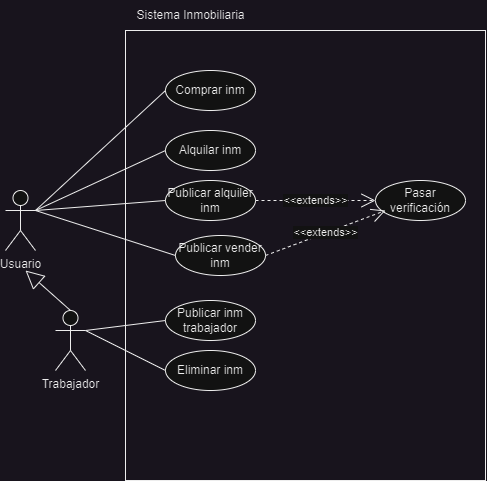 Sistema Inmobiliaria
Comprar inm
Alquilar inm
Publicar alquiler
inm
<<extends>>
Pasar
verificación
Publicar vender
inm
<<extends>>
Usuario
Publicar inm
trabajador
Eliminar inm
Trabajador